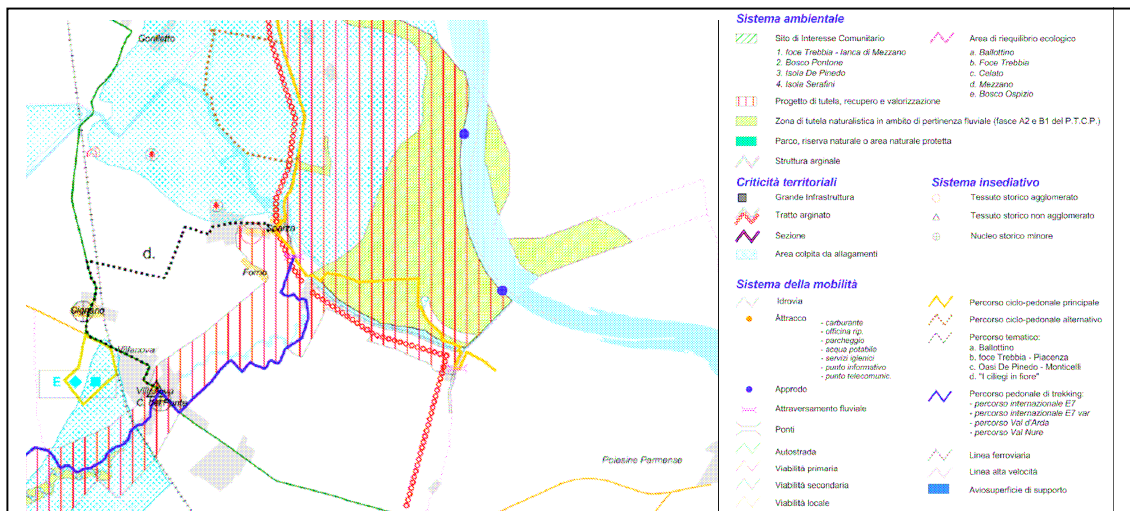 Gonifetto
Soarza
d.
Forno
Cignano
Villanova
E
Polesine Parmense
Sistema ambientale
Sito di Interesse Comunitario
1. foce Trebbia - lanca di Mezzano
2. Bosco Pontone
3. Isola De Pinedo
4. Isola Serafini
Area di riequilibrio ecologico
a. Ballottino
b. Foce Trebbia
c. Celato
d. Mezzano
e. Bosco Ospizio
Progetto di tutela, recupero e valorizzazione
Zona di tutela naturalistica in ambito di pertinenza fluviale (fasce A2 e B1 del P.T.C.P.)
Parco, riserva naturale o area naturale protetta
Struttura arginale
Criticità territoriali
Grande Infrastruttura
Tratto arginato
Sezione
Area colpita da allagamenti
Sistema insediativo
Tessuto storico agglomerato
Tessuto storico non agglomerato
Nucleo storico minore
Sistema della mobilità
Idrovia
Attracco
- carburante
- officina rip.
- parcheggio
- acqua potabile
- servizi igienici
- punto informativo
- punto telecomunic.
Approdo
Attraversamento fluviale
Ponti
Autostrada
Viabilità primaria
Viabilità secondaria
Viabilità locale
Percorso ciclo-pedonale principale
Percorso ciclo-pedonale alternativo
Percorso tematico:
a. Ballottino
b. foce Trebbia - Piacenza
c. Oasi De Pinedo - Monticelli
d. "I ciliegi in fiore"
Percorso pedonale di trekking:
- percorso internazionale E7
- percorso internazionale E7 var
- percorso Val d'Arda
- percorso Val Nure
Linea ferroviaria
Linea alta velocità
Aviosuperficie di supporto